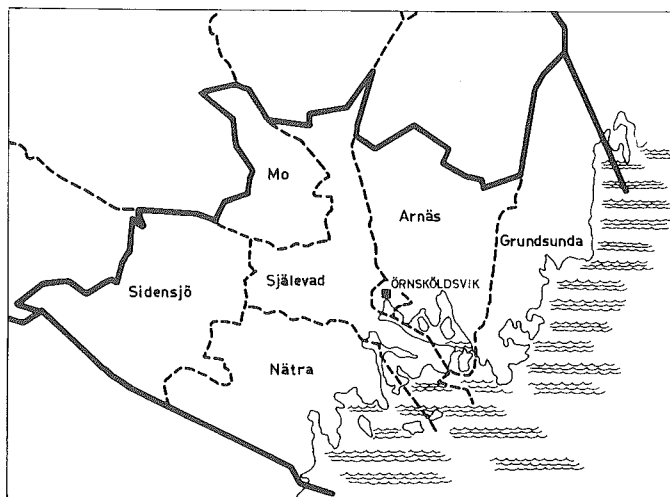 Mo
Arnäs
Grundsunda
Sidensjö
Själevad
ÖRNSKÖLDSVIK
Nätra